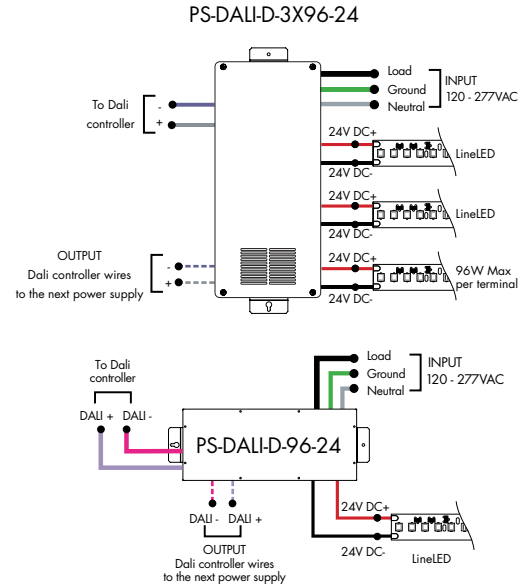 PS-DALI-D-3X96-24
Load
Ground
Neutral
INPUT
120 - 277VAC
To Dali
controller
-
+
24V DC+
24V DC-
LineLED
24V DC+
24V DC-
LineLED
OUTPUT
Dali controller wires
to the next power supply
-
+
24V DC+
24V DC-
96W Max
per terminal
To Dali
controller
DALI + DALI -
Load
Ground
Neutral
INPUT
120 - 277VAC
PS-DALI-D-96-24
DALI - DALI +
OUTPUT
Dali controller wires
to the next power supply
24V DC+
24V DC-
LineLED